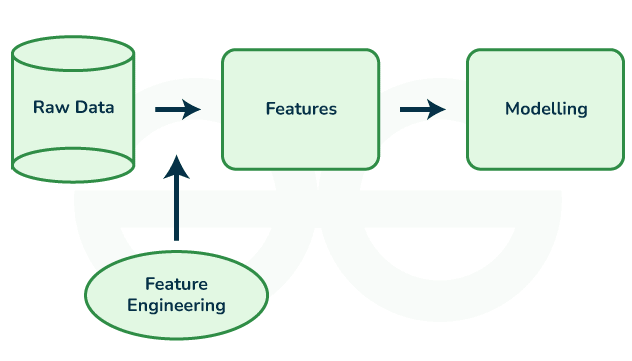 Raw Data
Features
Modelling
Feature
Engineering